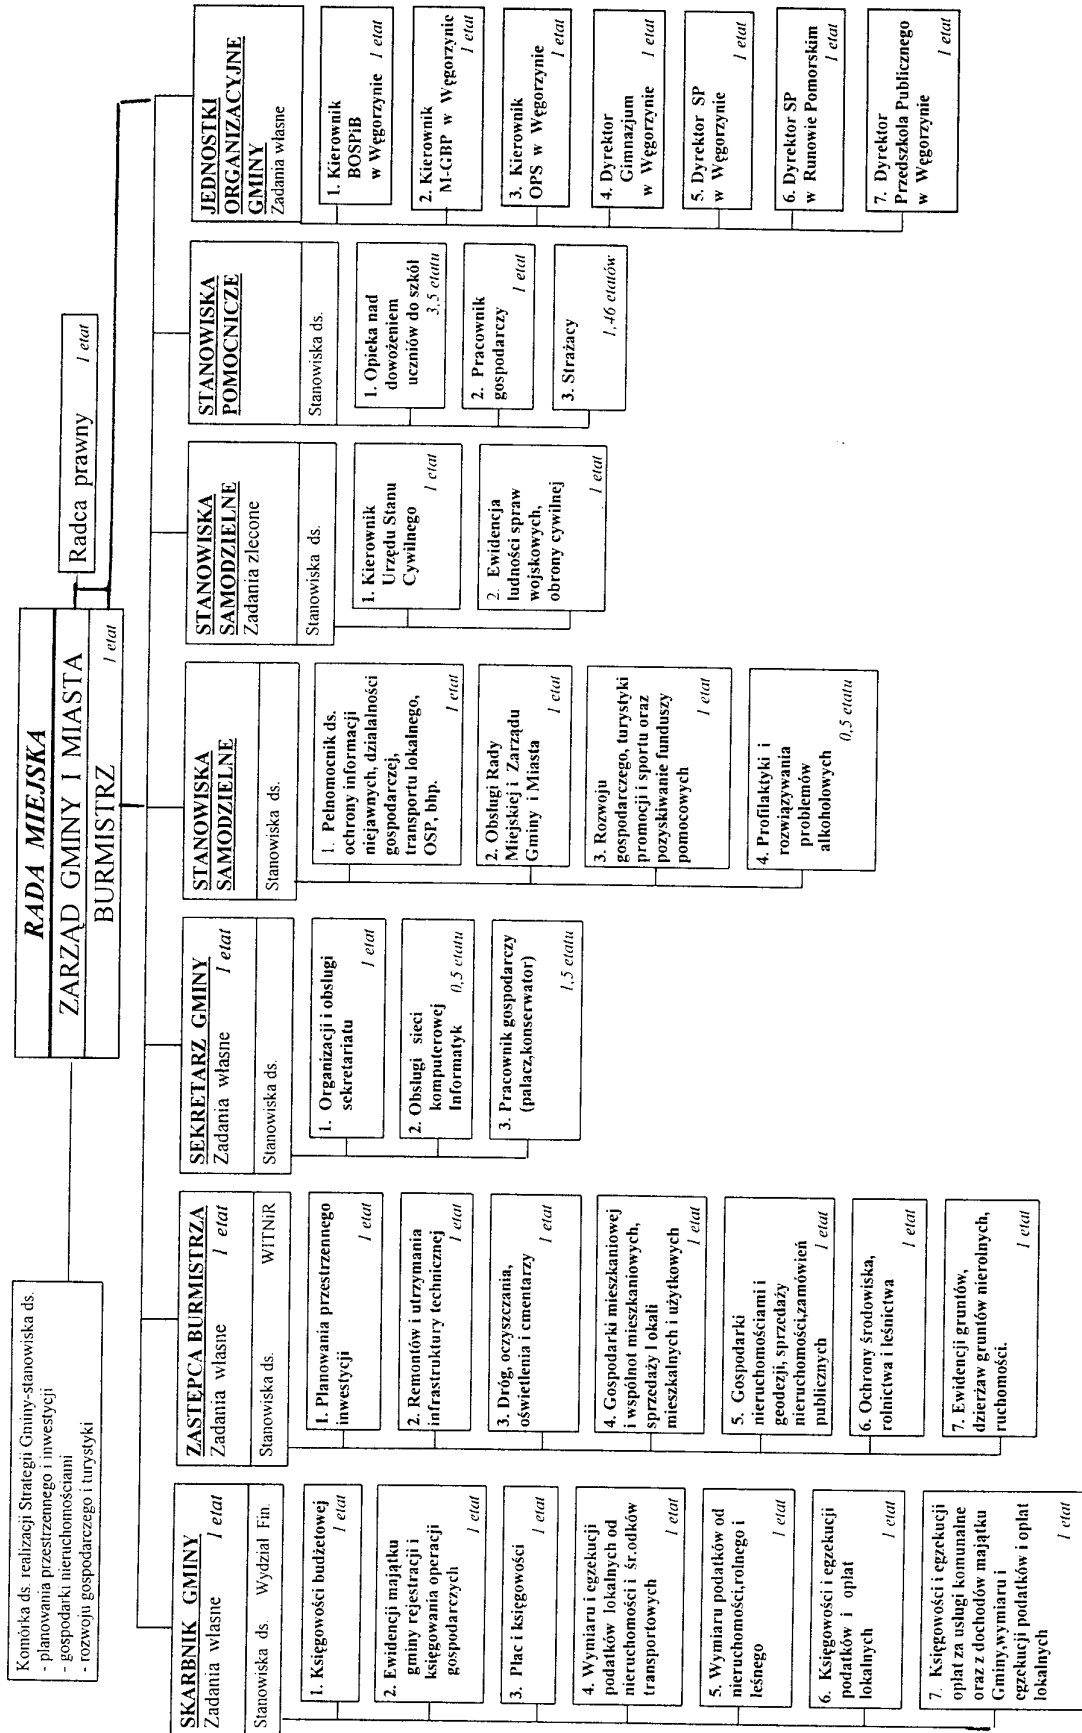 Komórka ds. realizacji Strategii Gminy-stanowiska ds.
- planowania przestrzennego i inwestycji
- gospodarki nieruchomościami
- rozwoju gospodarczego i turystyki
RADA MIEJSKA
ZARZĄD GMINY I MIASTA
BURMISTRZ
1 etat
Radca prawny 1 etat
SKARBNIK GMINY
Zadania własne 1 etat
Stanowiska ds. Wydział Fin.
1. Księgowości budżetowej
1 etat
2. Ewidencji majątku
gminy rejestracji i
księgowania operacji
gospodarczych
1 etat
3. Płac i księgowości
1 etat
4. Wymiaru i egzekucji
podatków lokalnych od
nieruchomości i śr.odków
transportowych
1 etat
5. Wymiaru podatków od
nieruchomości,rolnego i
leśnego
1 etat
6. Księgowości i egzekucji
podatków i opłat
lokalnych
1 etat
7. Księgowości i egzekucji
opłat za usługi komunalne
oraz z dochodów majątku
Gminy,wymiaru i
egzekucji podatków i opłat
lokalnych
1 etat
ZASTĘPCA BURMISTRZA
Zadania własne 1 etat
Stanowiska ds. WITNiR
1. Planowania przestrzennego
inwestycji
1 etat
2. Remontów i utrzymania
infrastruktury technicznej
1 etat
3. Dróg, oczyszczania,
oświetlenia i cmentarzy
1 etat
4. Gospodarki mieszkaniowej
i wspólnot mieszkaniowych,
sprzedaży lokali
mieszkalnych i użytkowych
1 etat
5. Gospodarki
nieruchomościami i
geodezji, sprzedaży
nieruchomości,zamówień
publicznych
1 etat
6. Ochrony środowiska,
rolnictwa i leśnictwa
1 etat
7. Ewidencji gruntów,
dzierżaw gruntów nierolnych,
ruchomości.
1 etat
SEKRETARZ GMINY
Zadania własne 1 etat
Stanowiska ds.
1. Organizacji i obsługi
sekretariatu
1 etat
2. Obsługi sieci
komputerowej
Informatyk 0,5 etatu
3. Pracownik gospodarczy
(palacz,konserwator)
1,5 etatu
STANOWISKA
SAMODZIELNE
Stanowiska ds.
1. Pełnomocnik ds.
ochrony informacji
niejawnych, działalności
gospodarczej,
transportu lokalnego,
OSP, bhp.
1 etat
2. Obsługi Rady
Miejskiej i Zarządu
Gminy i Miasta
1 etat
3. Rozwoju
gospodarczego, turystyki
promocji i sportu oraz
pozyskiwanie funduszy
pomocowych
1 etat
4. Profilaktyki i
rozwiązywania
problemów
alkoholowych
0,5 etatu
STANOWISKA
SAMODZIELNE
Zadania zlecone
Stanowiska ds.
1. Kierownik
Urzędu Stanu
Cywilnego
1 etat
2. Ewidencja
ludności spraw
wojskowych,
obrony cywilnej
1 etat
STANOWISKA
POMOCNICZE
Stanowiska ds.
1. Opieka nad
dowożeniem
uczniów do szkół
3,5 etatu
2. Pracownik
gospodarczy
1 etat
3. Strażacy
1,46 etatów
JEDNOSTKI
ORGANIZACYJNE
GMINY
Zadania własne
1. Kierownik
BOSPiB
w Węgorzynie 1 etat
2. Kierownik
M-GBP w Węgorzynie
1 etat
3. Kierownik
OPS w Węgorzynie
1 etat
4. Dyrektor
Gimnazjum
w Węgorzynie 1 etat
5. Dyrektor SP
w Węgorzynie
1 etat
6. Dyrektor SP
w Runowie Pomorskim
1 etat
7. Dyrektor
Przedszkola Publicznego
w Węgorzynie
1 etat